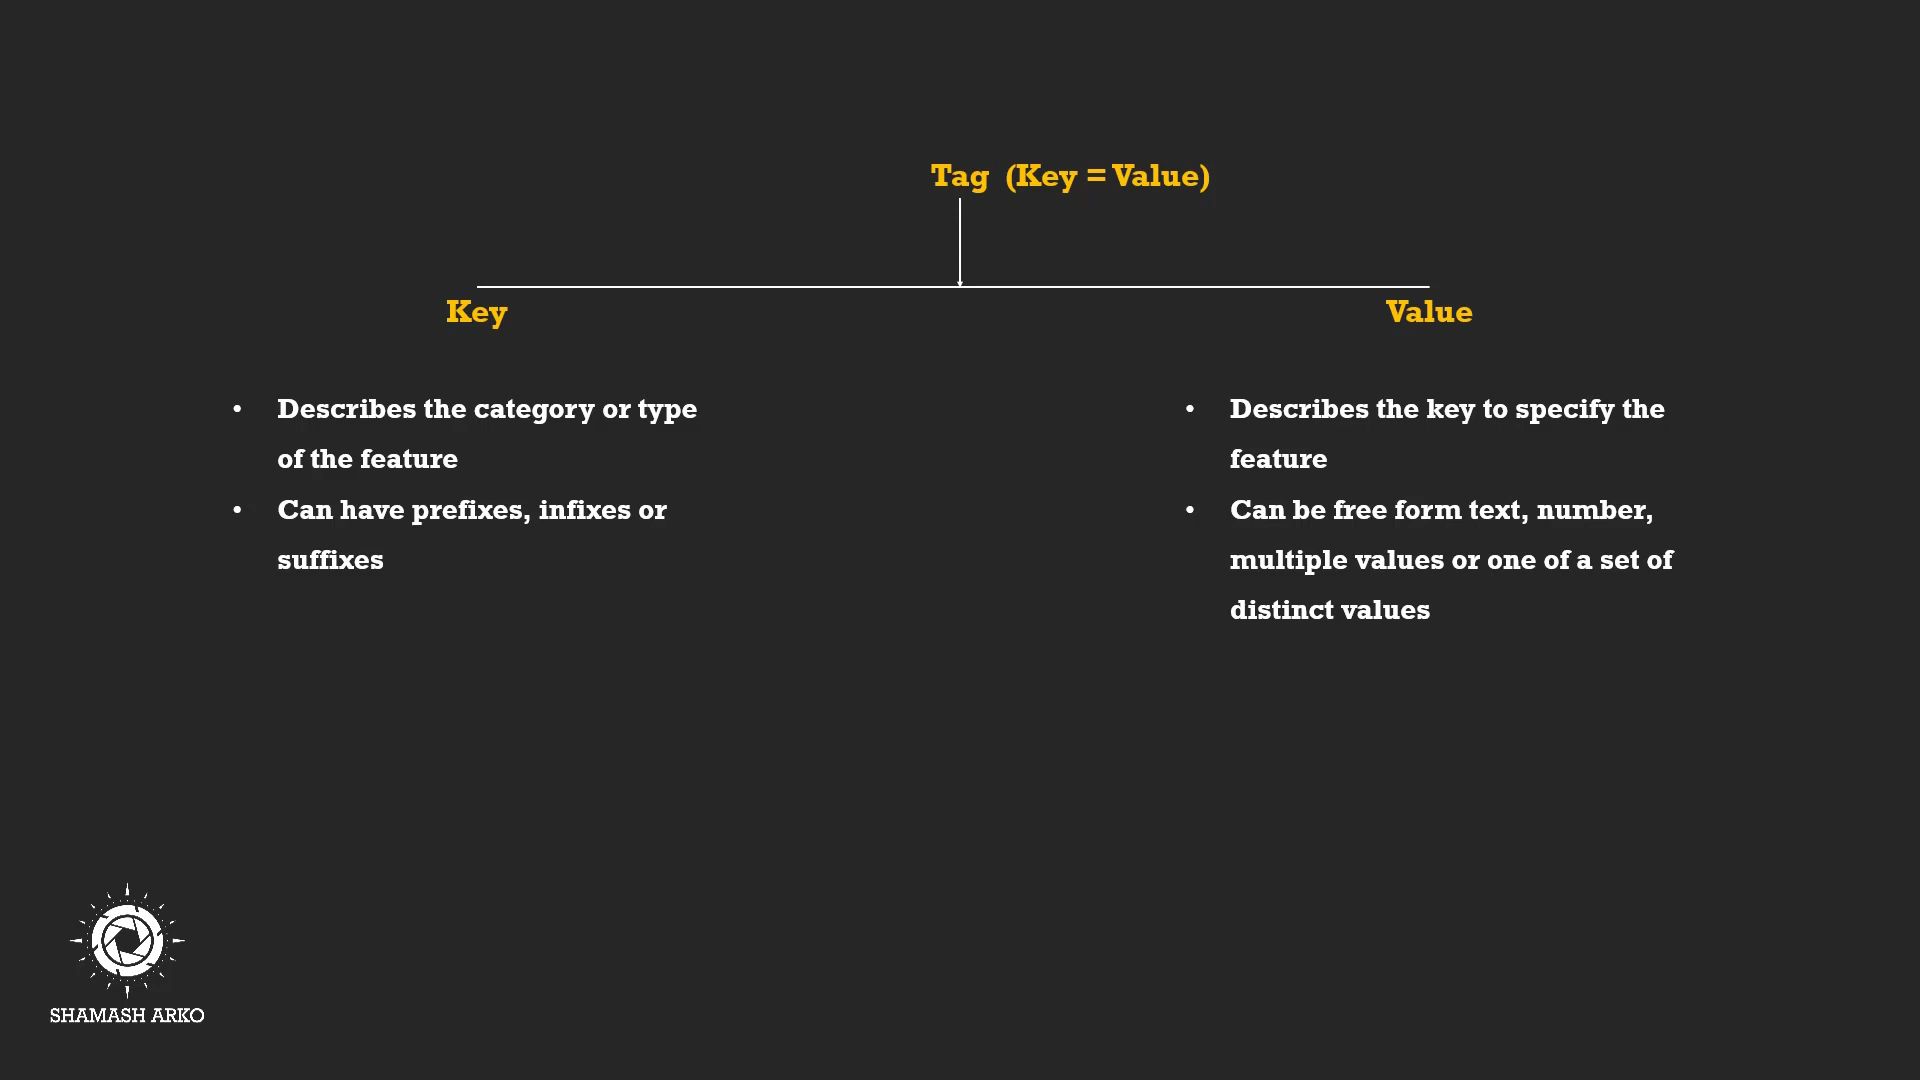 Tag (Key = Value)
Key
Value
• Describes the category or type
of the feature
• Can have prefixes, infixes or
suffixes
• Describes the key to specify the
feature
• Can be free form text, number,
multiple values or one of a set of
distinct values
SHAMASH ARKO